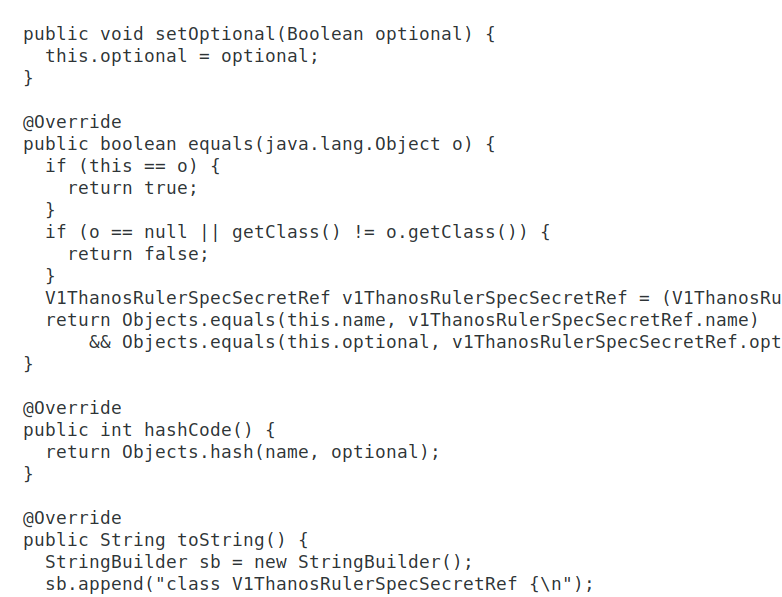 public void setOptional(Boolean optional) {
  this.optional = optional;
}

@Override
public boolean equals(java.lang.Object o) {
  if (this == o) {
    return true;
  }
  if (o == null || getClass() != o.getClass()) {
    return false;
  }
  V1ThanosRulerSpecSecretRef v1ThanosRulerSpecSecretRef = (V1ThanosRu
  return Objects.equals(this.name, v1ThanosRulerSpecSecretRef.name)
      && Objects.equals(this.optional, v1ThanosRulerSpecSecretRef.opt
}

@Override
public int hashCode() {
  return Objects.hash(name, optional);
}

@Override
public String toString() {
  StringBuilder sb = new StringBuilder();
  sb.append("class V1ThanosRulerSpecSecretRef {\n");